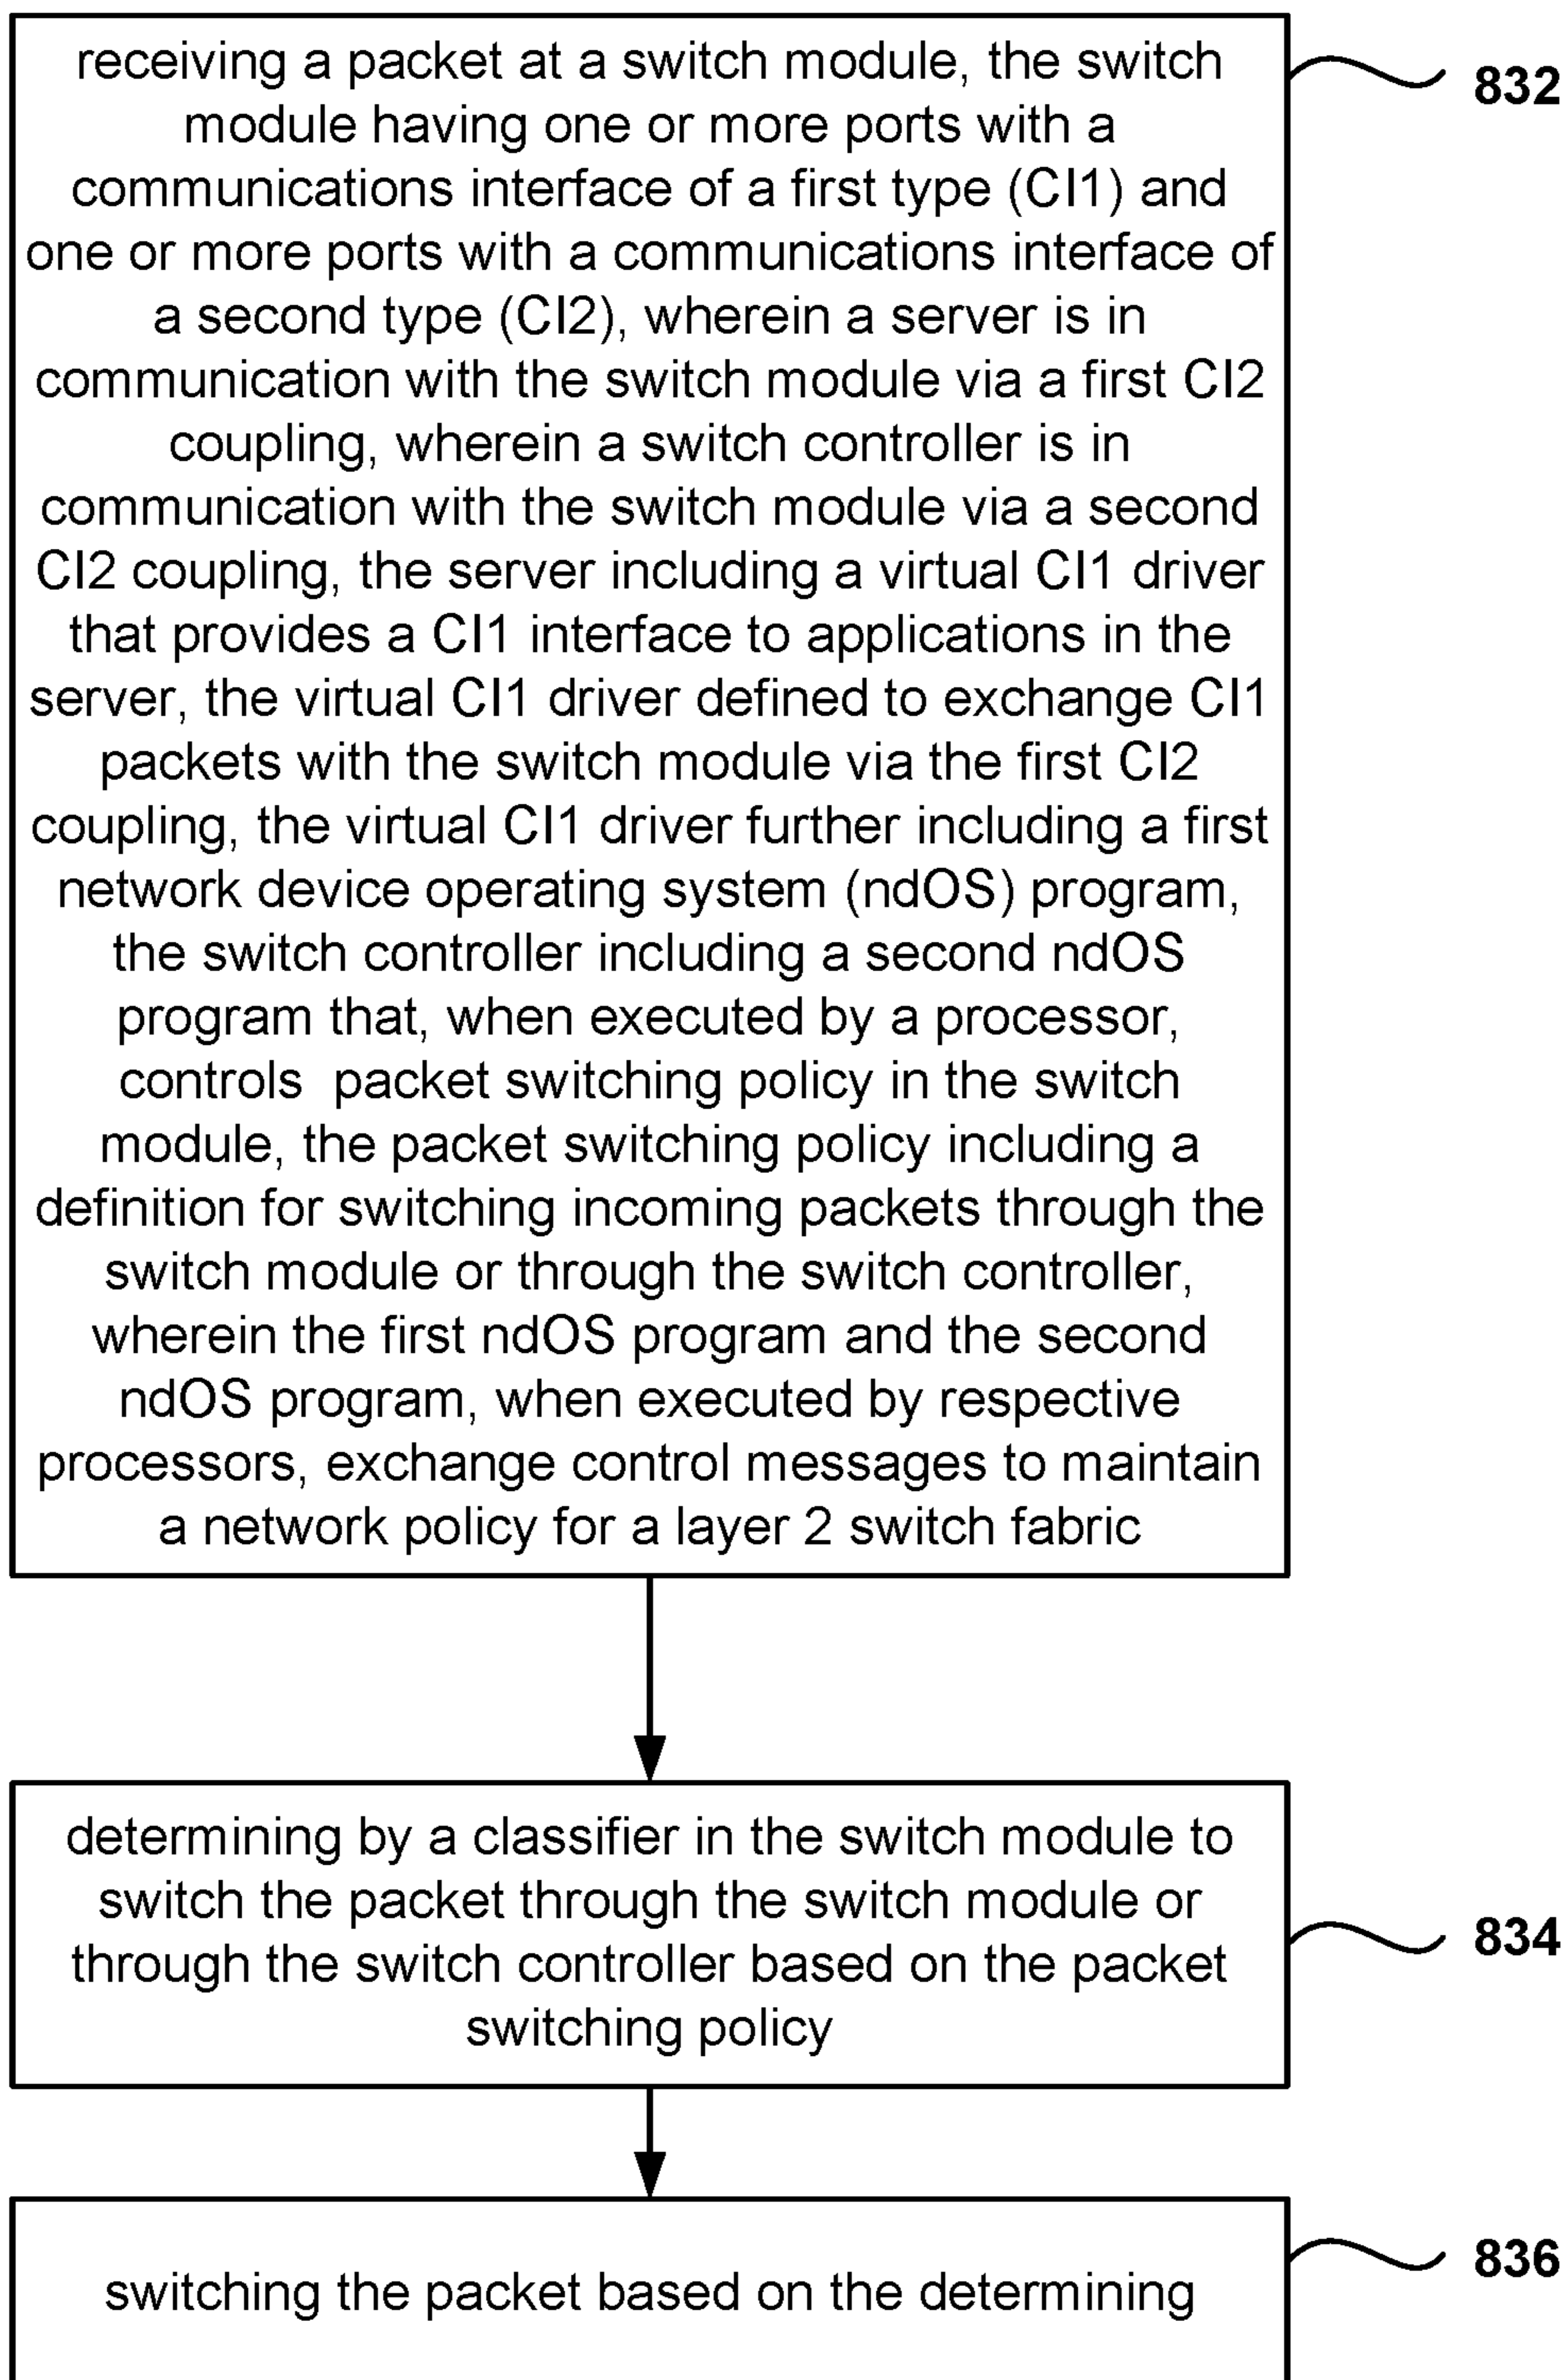 receiving a packet at a switch module, the switch
832
module having one or more ports with a
communications interface of a first type (CI1) and
one or more ports with a communications interface of
a second type (CI2), wherein a server is in
communication with the switch module via a first CI2
coupling, wherein a switch controller is in
communication with the switch module via a second
CI2 coupling, the server including a virtual CI1 driver
that provides a CI1 interface to applications in the
server, the virtual CI1 driver defined to exchange CI1
packets with the switch module via the first CI2
coupling, the virtual CI1 driver further including a first
network device operating system (ndOS) program,
the switch controller including a second ndOS
program that, when executed by a processor,
controls  packet switching policy in the switch
module, the packet switching policy including a
definition for switching incoming packets through the
switch module or through the switch controller,
wherein the first ndOS program and the second
ndOS program, when executed by respective
processors, exchange control messages to maintain
a network policy for a layer 2 switch fabric
determining by a classifier in the switch module to
switch the packet through the switch module or
through the switch controller based on the packet
switching policy
834
switching the packet based on the determining
836